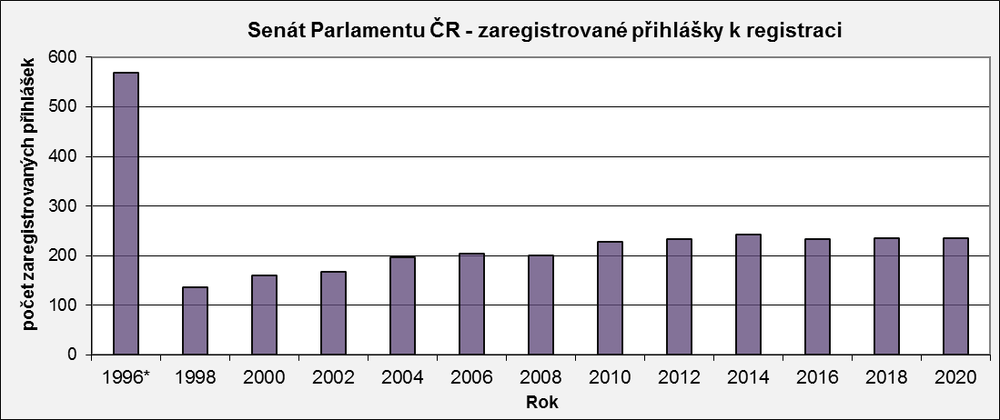 Senát Parlamentu ČR - zaregistrované přihlášky k registraci
počet zaregistrovaných přihlášek
600
500
400
300
200
100
0
1996* 1998 2000 2002 2004 2006 2008 2010 2012 2014 2016 2018 2020
Rok